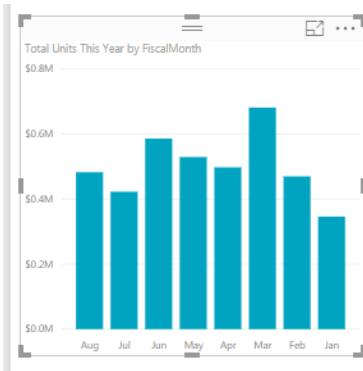 Total Units This Year by FiscalMonth
$0.8M
$0.6M
$0.4M
$0.2M
$0.0M
Aug Jul Jun May Apr Mar Feb Jan